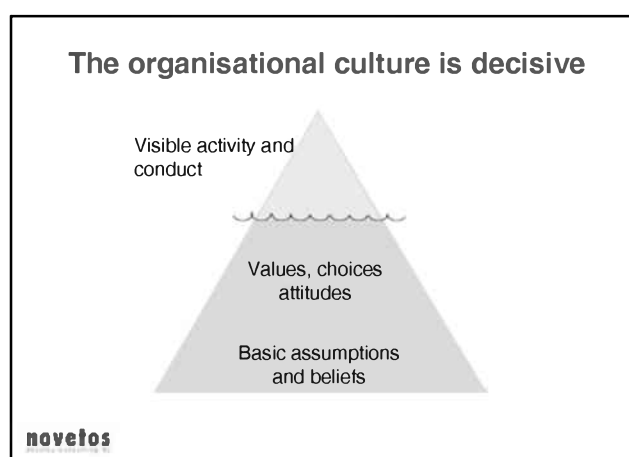 The organisational culture is decisive
Visible activity and
conduct
Values, choices
attitudes
Basic assumptions
and beliefs
novetos